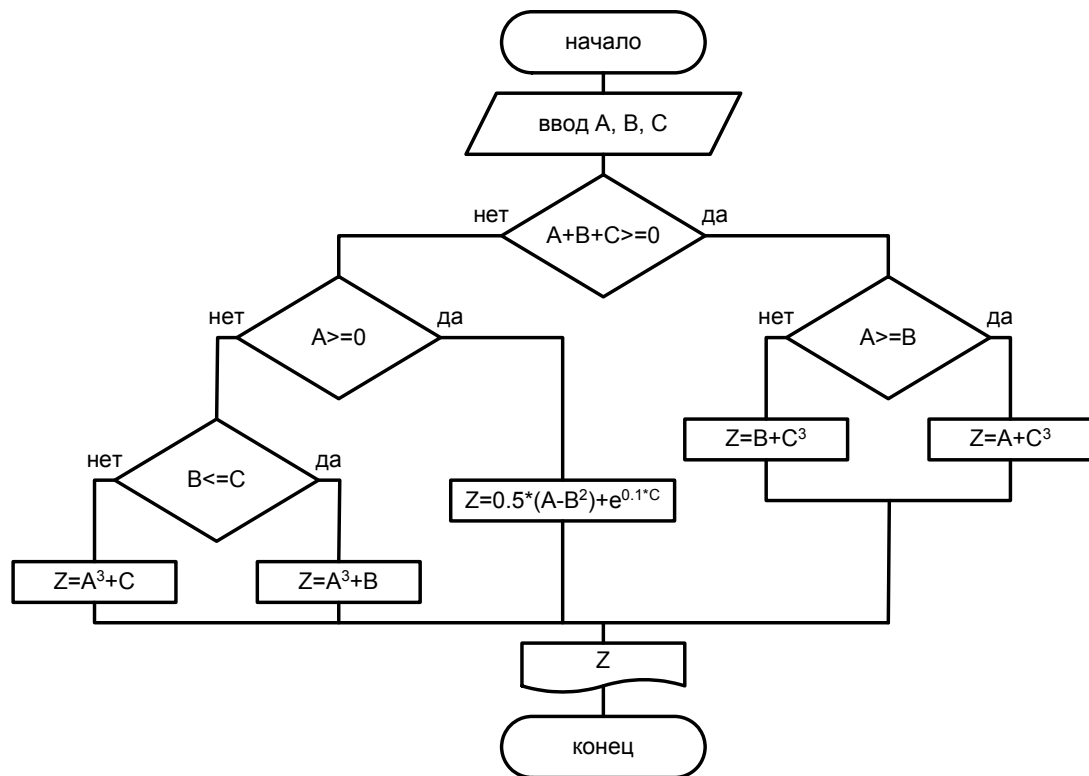 начало
ввод A, B, C
нет
да
A+B+C>=0
нет
да
нет
да
A>=0
A>=B
Z=B+C³
Z=A+C³
нет
да
B<=C
Z=0.5*(A-B²)+e⁰·¹*ᶜ
Z=A³+C
Z=A³+B
Z
конец